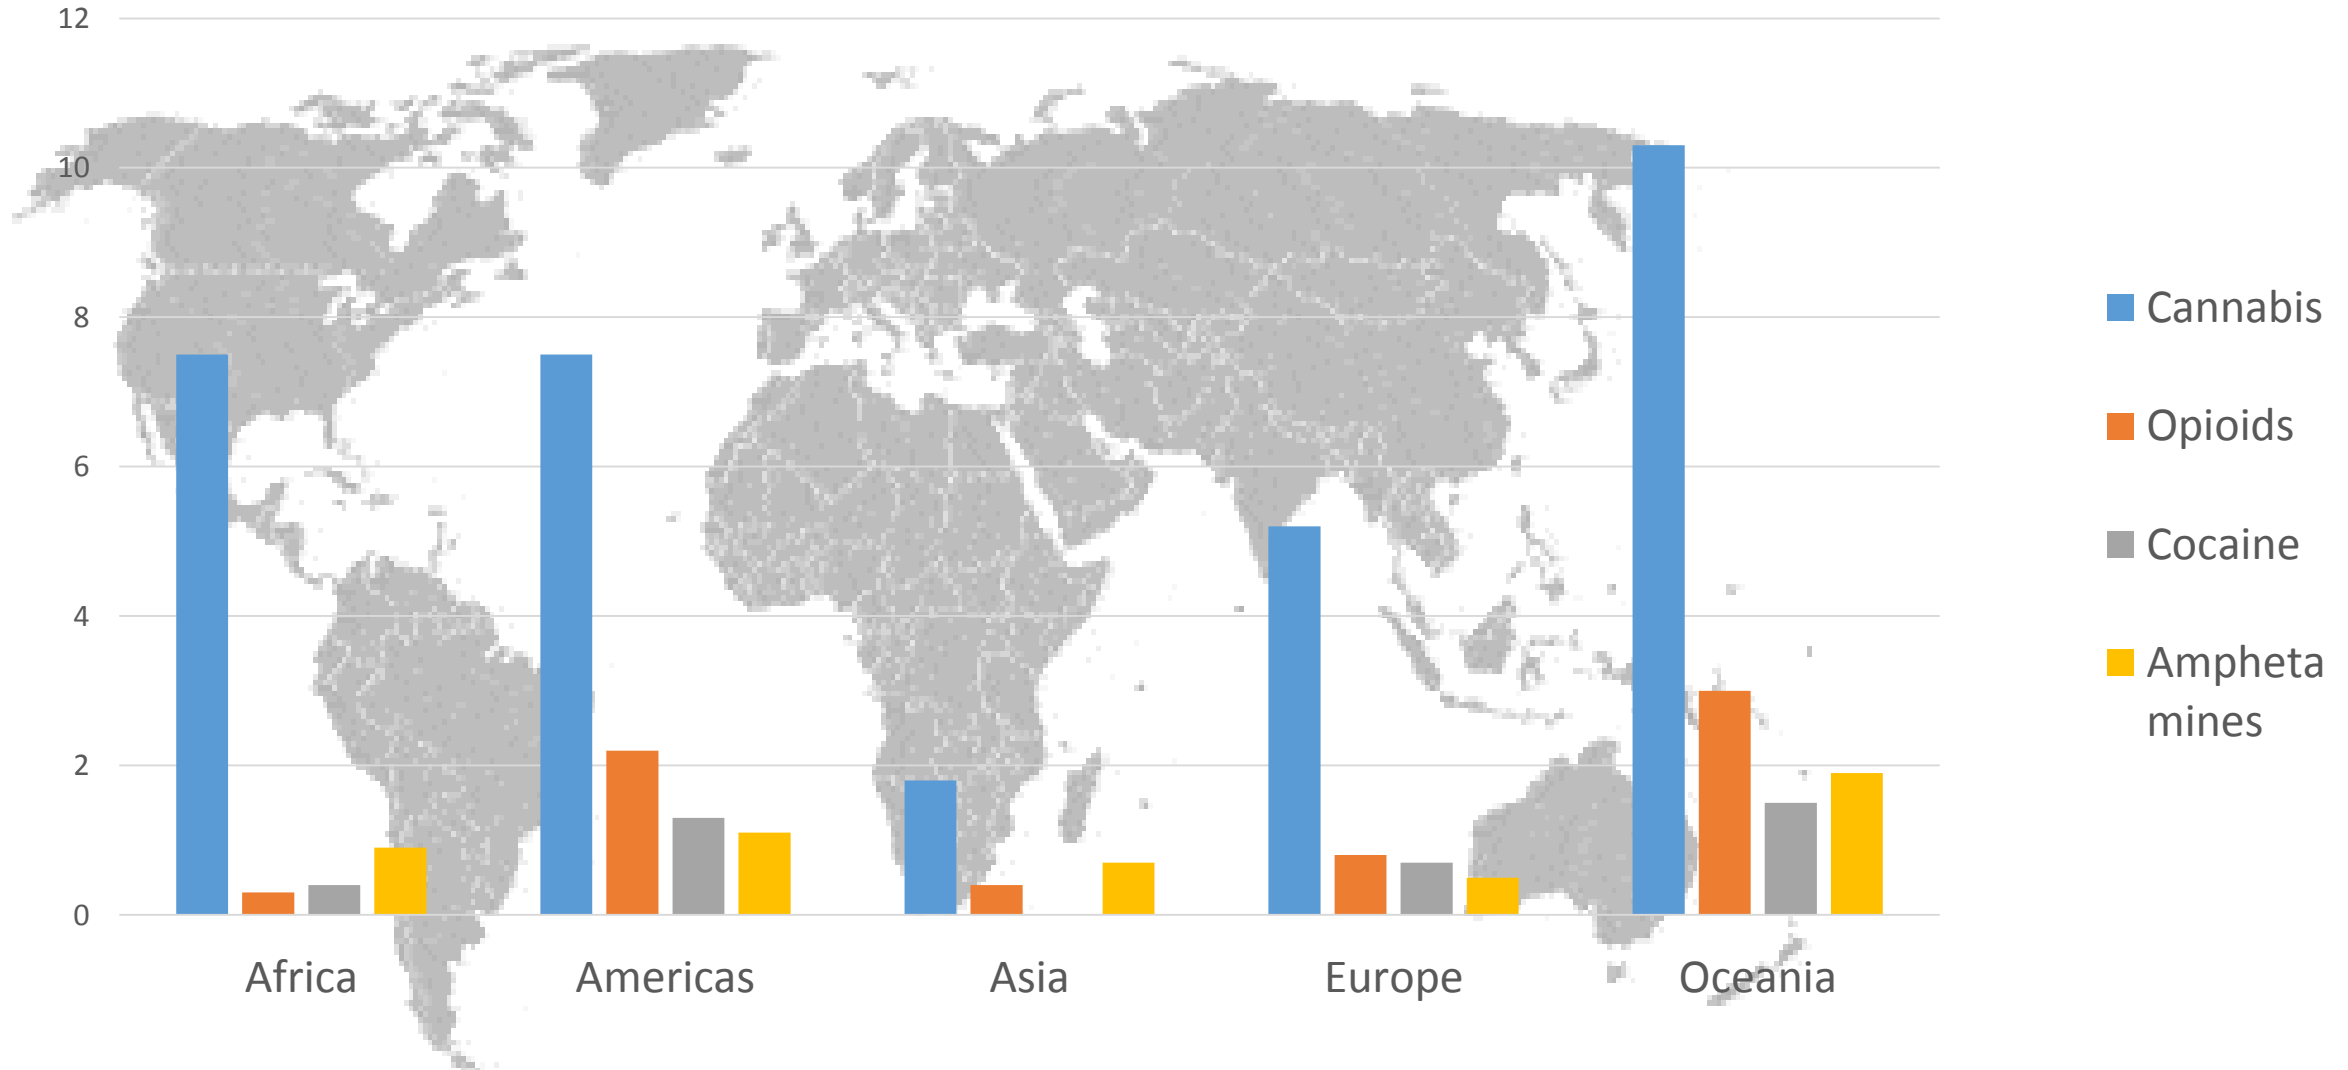 12
10
8
6
4
2
0
Africa
Americas
Asia
Europe
Oceania
Cannabis
Opioids
Cocaine
Ampheta
mines